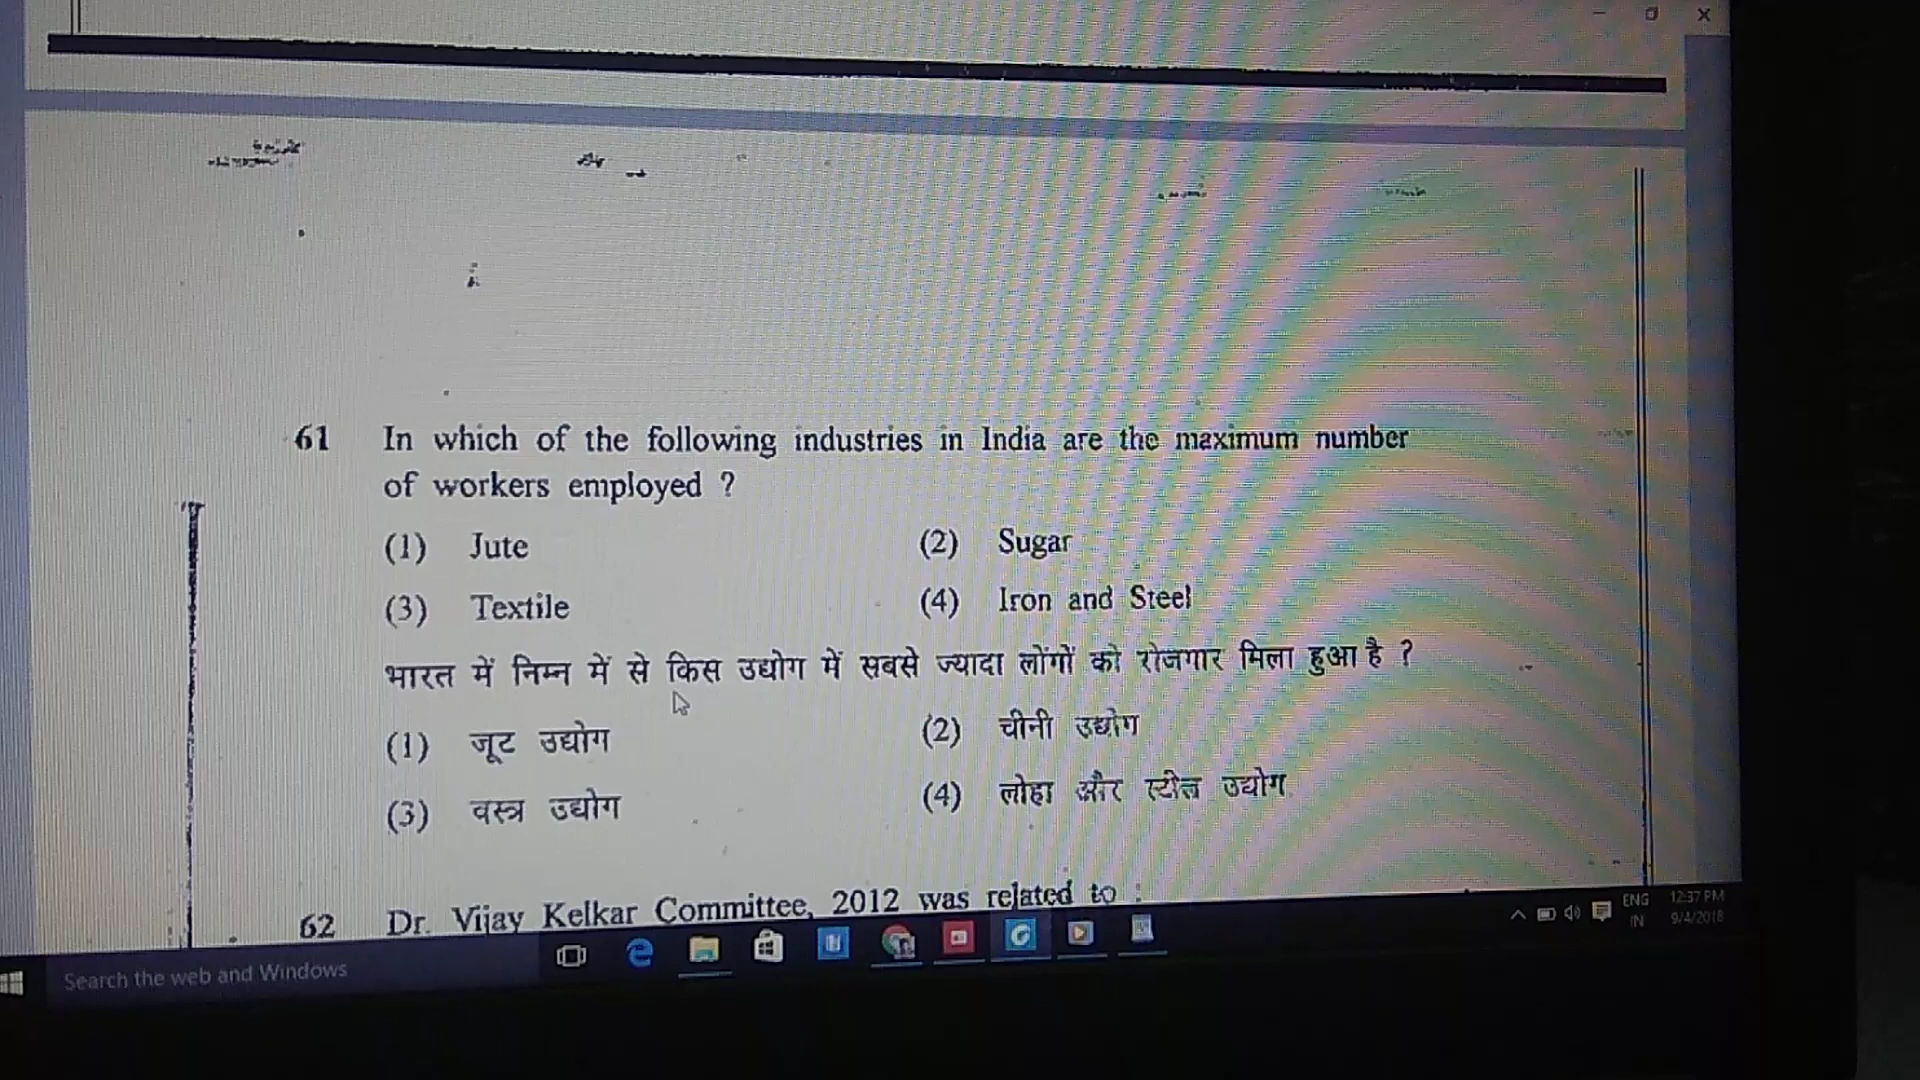 61 In which of the following industries in India are the maximum number
of workers employed ?
(1) Jute (2) Sugar
(3) Textile (4) Iron and Steel
भारत में निम्न में से किस उद्योग में सबसे ज्यादा लोंगों को रोजगार मिला हुआ है ?
(1) जूट उद्योग (2) चीनी उद्योग
(3) वस्त्र उद्योग (4) लोहा और स्टील उद्योग
62 Dr. Vijay Kelkar Committee, 2012 was related to :
Search the web and Windows
ENG
IN
12:37 PM
9/4/2018